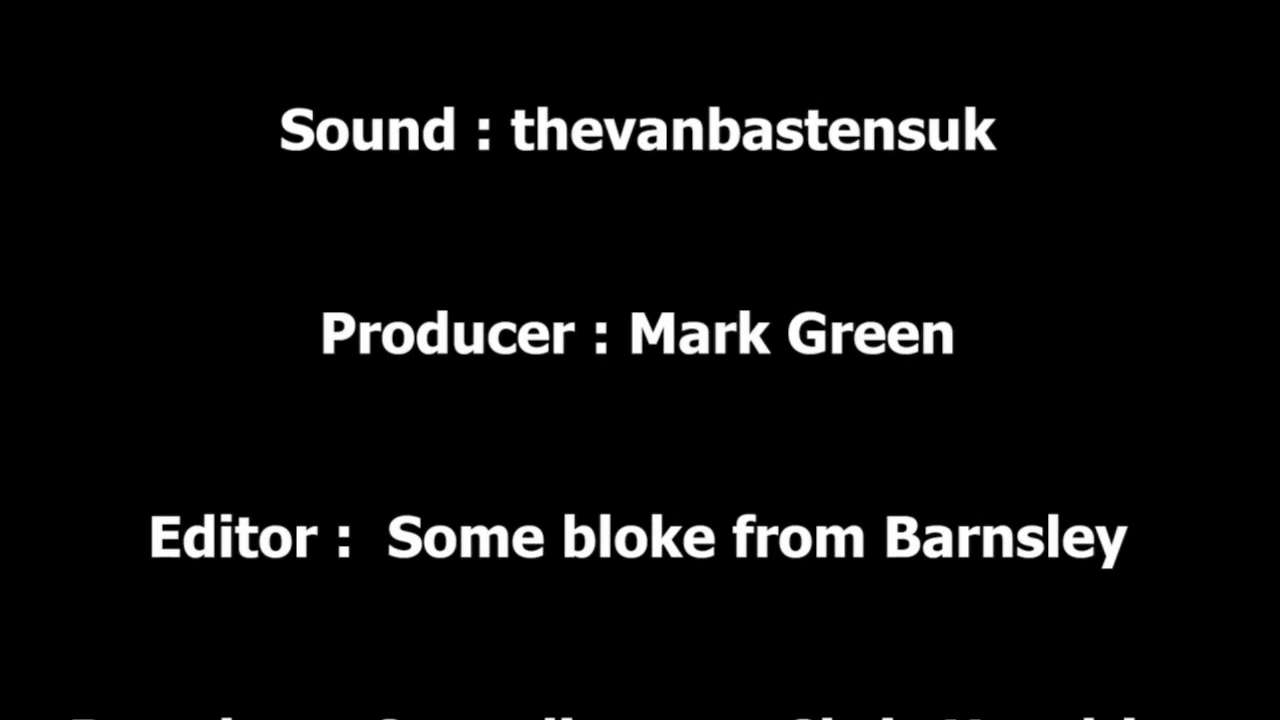 Sound : thevanbastensuk
Producer : Mark Green
Editor :  Some bloke from Barnsley